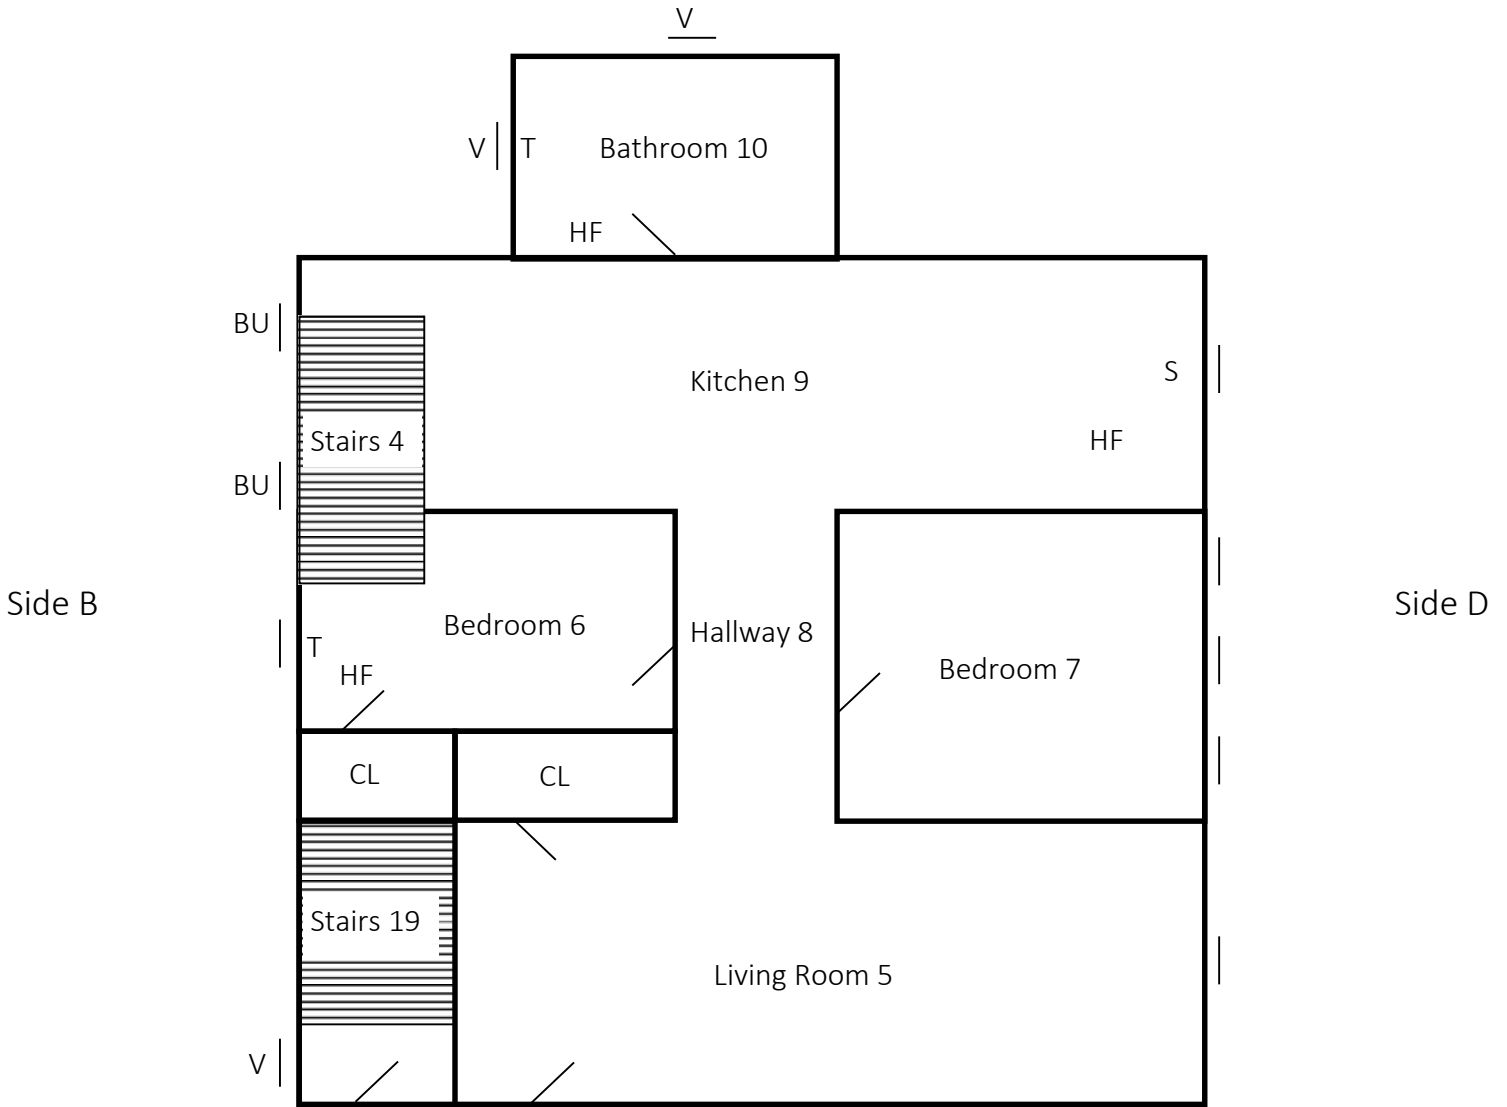 V
V
T
Bathroom 10
HF
BU
Kitchen 9
S
Stairs 4
HF
BU
Side B
Side D
Bedroom 6
Hallway 8
T
HF
Bedroom 7
CL
CL
Stairs 19
Living Room 5
V